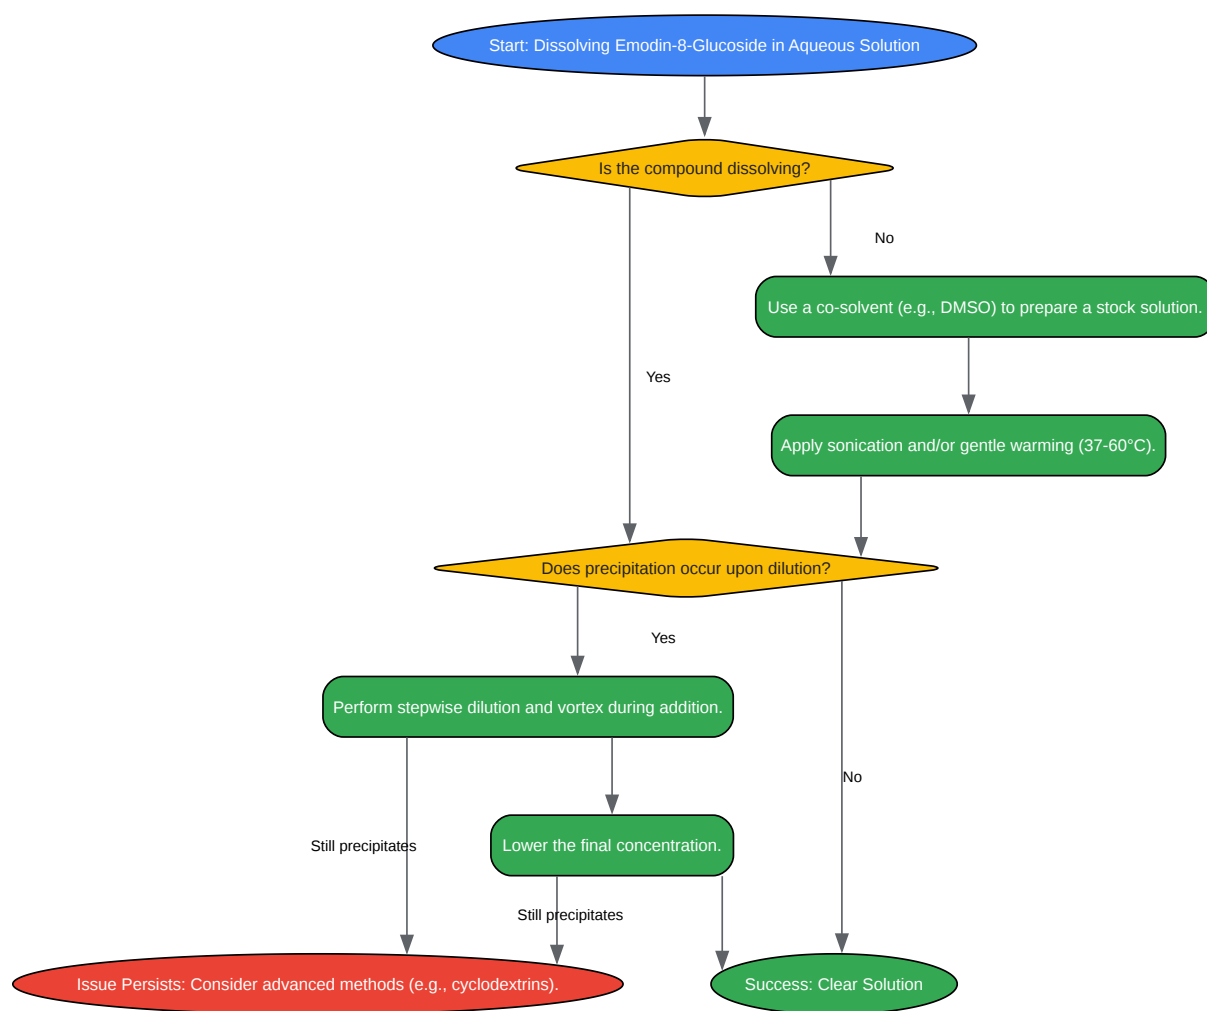 Start: Dissolving Emodin-8-Glucoside in Aqueous Solution
Is the compound dissolving?
No
Use a co-solvent (e.g., DMSO) to prepare a stock solution.
Yes
Apply sonication and/or gentle warming (37-60°C).
Does precipitation occur upon dilution?
Yes
Perform stepwise dilution and vortex during addition.
No
Still precipitates
Lower the final concentration.
Still precipitates
Issue Persists: Consider advanced methods (e.g., cyclodextrins).
Success: Clear Solution